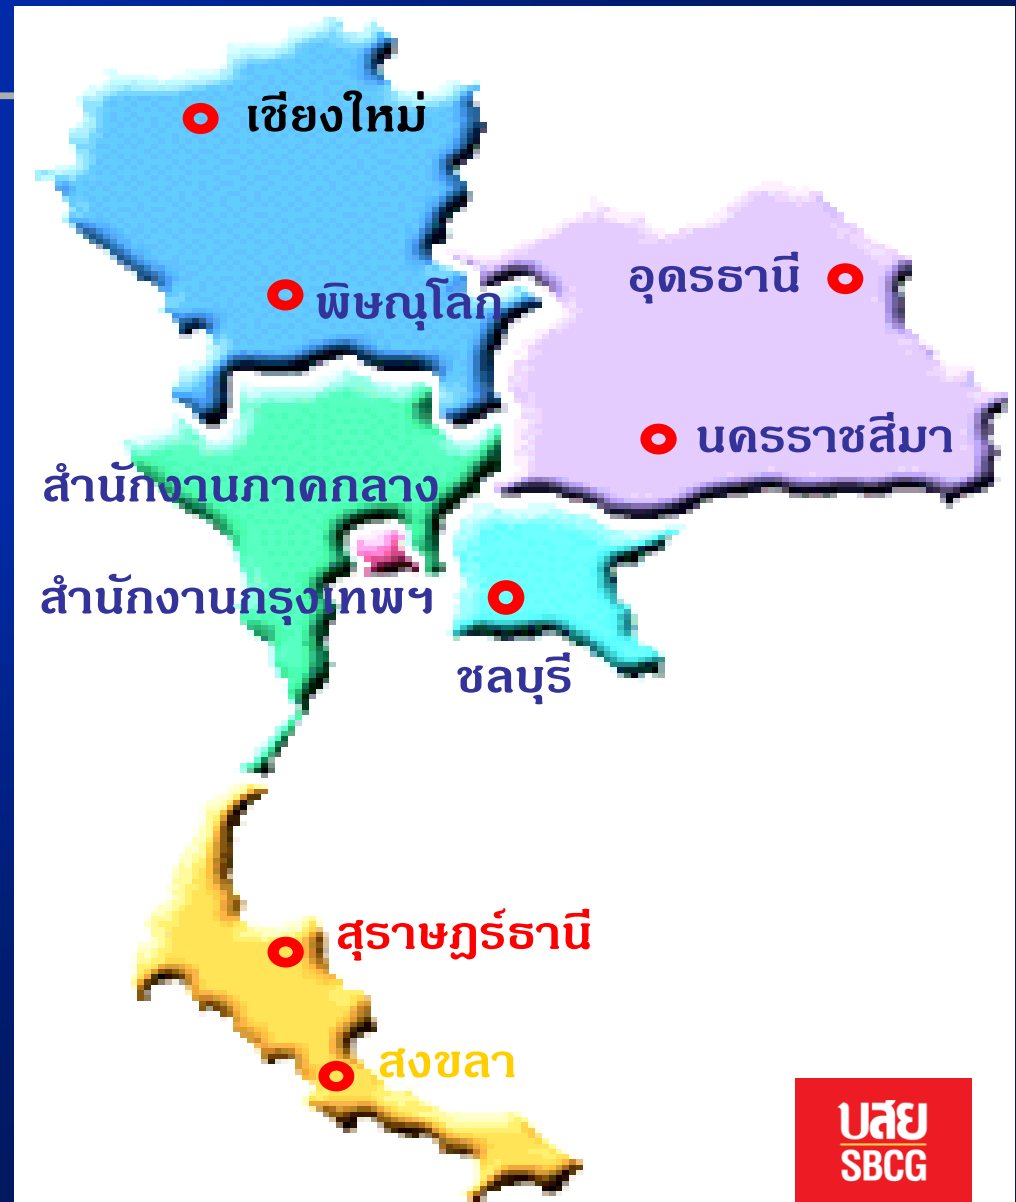 เชียงใหม่
อุดรธานี
พิษณุโลก
นครราชสีมา
สำนักงานภาคกลาง
สำนักงานกรุงเทพฯ
ชลบุรี
สุราษฎร์ธานี
สงขลา
บสย
SBCG